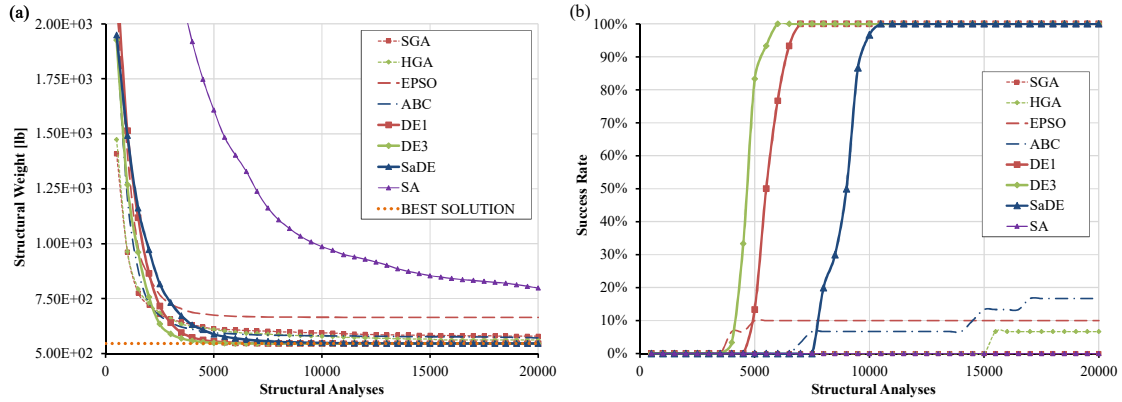 (a)
2.00E+03
1.75E+03
1.50E+03
1.25E+03
1.00E+03
7.50E+02
5.00E+02
Structural Weight [lb]
0
5000
10000
15000
20000
Structural Analyses
SGA
HGA
EPSO
ABC
DE1
DE3
SaDE
SA
BEST SOLUTION
(b)
100%
90%
80%
70%
60%
50%
40%
30%
20%
10%
0%
Success Rate
0
5000
10000
15000
20000
Structural Analyses
SGA
HGA
EPSO
ABC
DE1
DE3
SaDE
SA